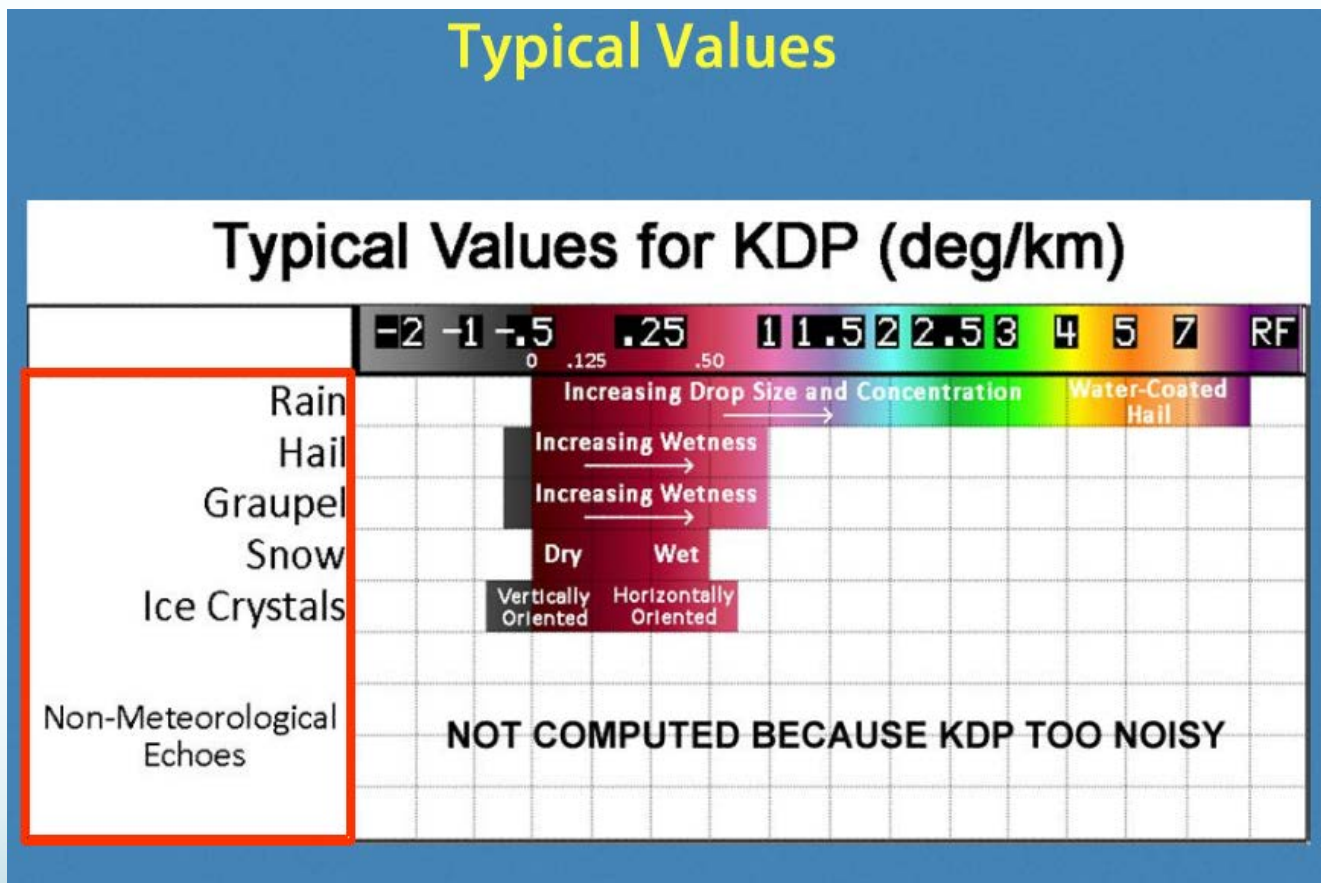 Typical Values
Typical Values for KDP (deg/km)
-2 -1 -.5 .25 1 1.5 2 2.5 3 4 5 7 RF
0 .125 .50
Rain
Increasing Drop Size and Concentration
Water-Coated
Hail
Hail
Increasing Wetness
Graupel
Increasing Wetness
Snow
Dry Wet
Ice Crystals
Vertically
Oriented
Horizontally
Oriented
Non-Meteorological
Echoes
NOT COMPUTED BECAUSE KDP TOO NOISY